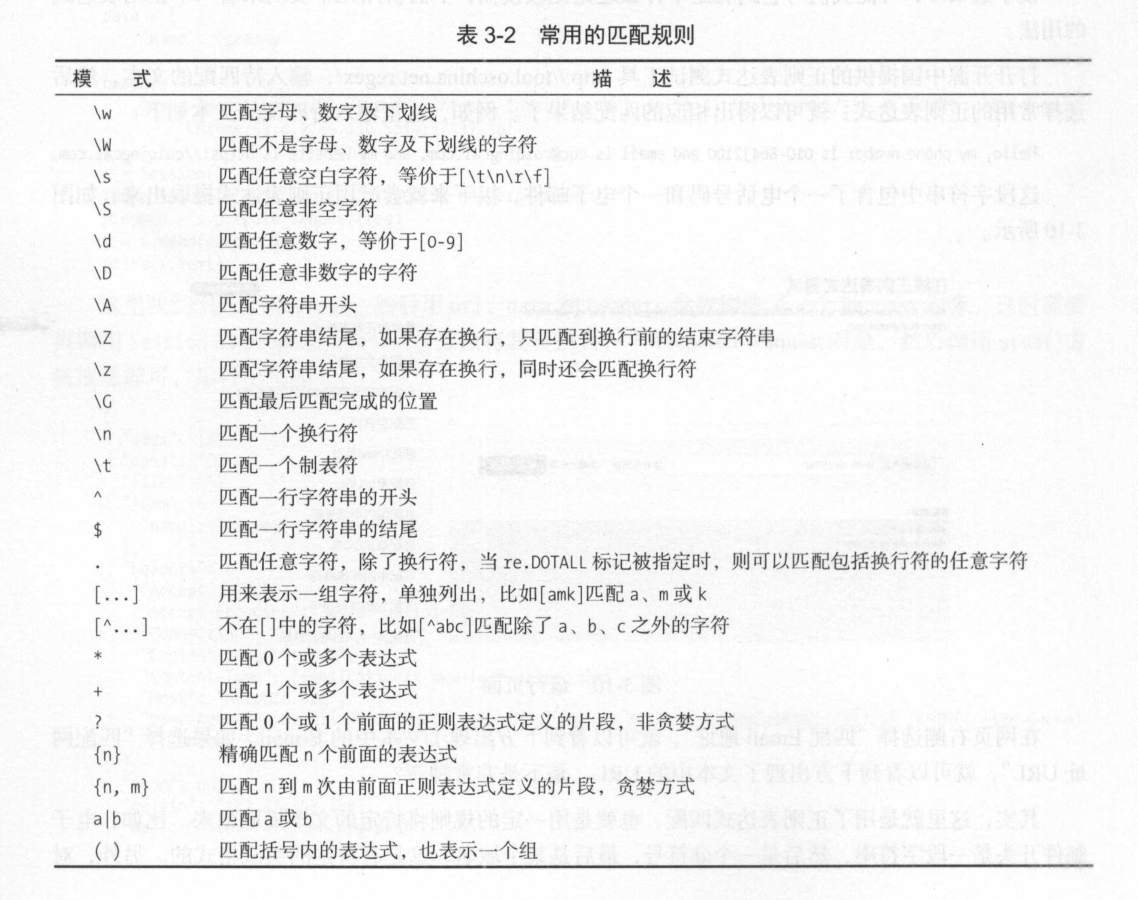 表 3-2 常用的匹配规则
模 式 描 述
\w 匹配字母、数字及下划线
\W 匹配不是字母、数字及下划线的字符
\s 匹配任意空白字符，等价于[\t\n\r\f]
\S 匹配任意非空字符
\d 匹配任意数字，等价于[0-9]
\D 匹配任意非数字的字符
\A 匹配字符串开头
\Z 匹配字符串结尾，如果存在换行，只匹配到换行前的结束字符串
\z 匹配字符串结尾，如果存在换行，同时还会匹配换行符
\G 匹配最后匹配完成的位置
\n 匹配一个换行符
\t 匹配一个制表符
^ 匹配一行字符串的开头
$ 匹配一行字符串的结尾
. 匹配任意字符，除了换行符，当 re.DOTALL 标记被指定时，则可以匹配包括换行符的任意字符
[...] 用来表示一组字符，单独列出，比如[amk]匹配 a、m 或 k
[^...] 不在[]中的字符，比如[^abc]匹配除了 a、b、c 之外的字符
* 匹配 0 个或多个表达式
+ 匹配 1 个或多个表达式
? 匹配 0 个或 1 个前面的正则表达式定义的片段，非贪婪方式
{n} 精确匹配 n 个前面的表达式
{n, m} 匹配 n 到 m 次由前面正则表达式定义的片段，贪婪方式
a|b 匹配 a 或 b
( ) 匹配括号内的表达式，也表示一个组